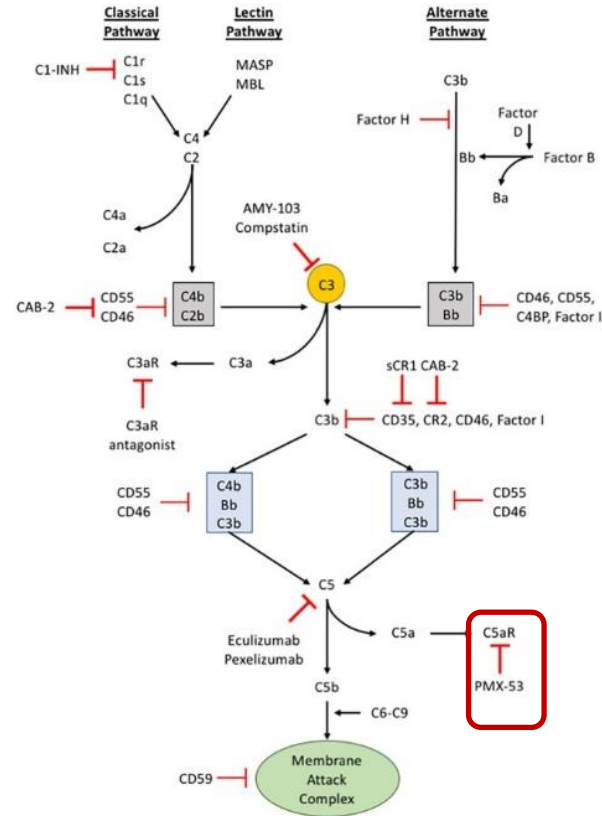 Classical
Pathway
Lectin
Pathway
Alternate
Pathway
C1-INH
C1r
C1s
C1q
MASP
MBL
C3b
Factor H
Factor
D
Bb
Factor B
Ba
C4
C2
C4a
C2a
AMY-103
Compstatin
C3
CAB-2
CD55
CD46
C4b
C2b
C3b
Bb
CD46, CD55,
C4BP, Factor I
C3aR
C3a
C3aR
antagonist
sCR1 CAB-2
C3b
CD35, CR2, CD46, Factor I
CD55
CD46
C4b
Bb
C3b
C3b
Bb
C3b
CD55
CD46
C5
Eculizumab
Pexelizumab
C5a
C5aR
PMX-53
C5b
C6-C9
CD59
Membrane
Attack
Complex